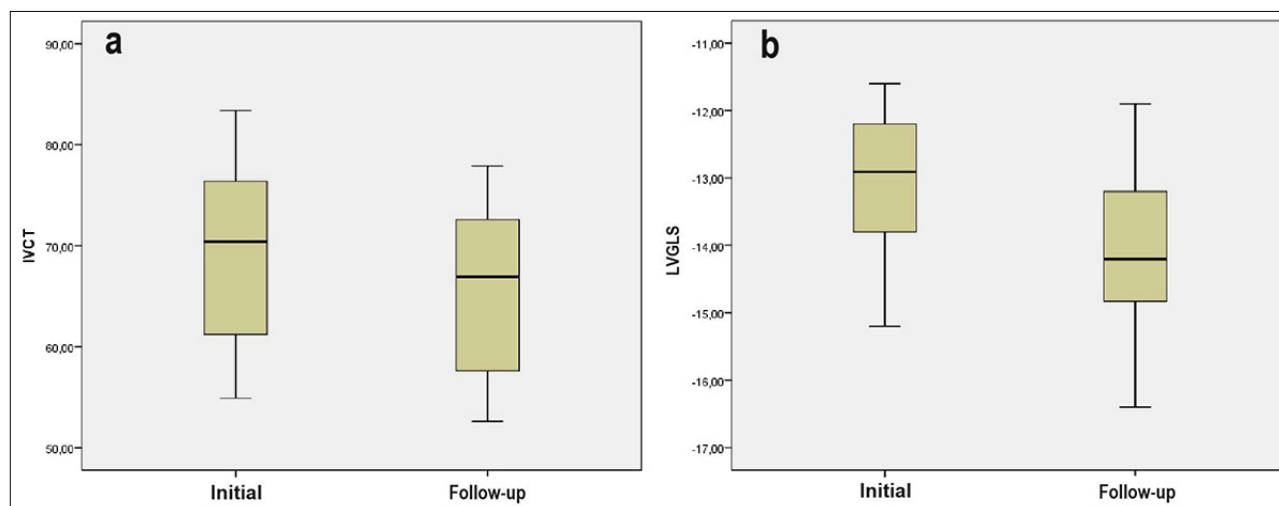 a
90,00
80,00
70,00
60,00
50,00
IVCT
Initial
Follow-up
b
-11,00
-12,00
-13,00
-14,00
-15,00
-16,00
-17,00
LVGLS
Initial
Follow-up